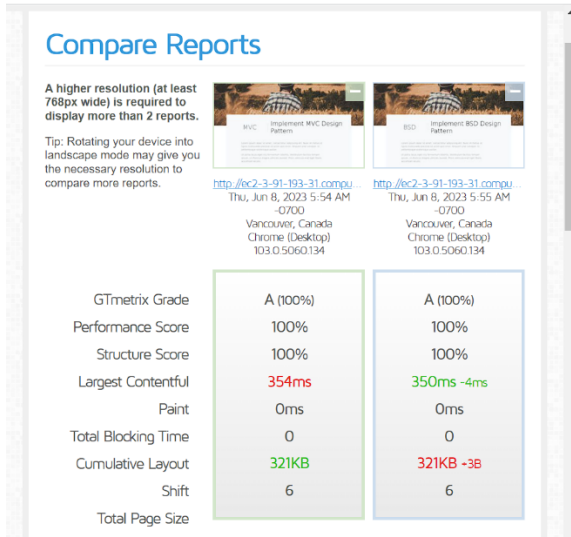 Compare Reports
A higher resolution (at least
768px wide) is required to
display more than 2 reports.
Tip: Rotating your device into
landscape mode may give you
the necessary resolution to
compare more reports.
MVC Implement MVC Design
Pattern
http://ec2-3-91-193-31.compu...
Thu, Jun 8, 2023 5:54 AM
-0700
Vancouver, Canada
Chrome (Desktop)
103.0.5060.134
BSD Implement BSD Design
Pattern
http://ec2-3-91-193-31.compu...
Thu, Jun 8, 2023 5:55 AM
-0700
Vancouver, Canada
Chrome (Desktop)
103.0.5060.134
GTmetrix Grade A (100%) A (100%)
Performance Score 100% 100%
Structure Score 100% 100%
Largest Contentful 354ms 350ms -4ms
Paint 0ms 0ms
Total Blocking Time 0 0
Cumulative Layout 321KB 321KB +3B
Shift 6 6
Total Page Size